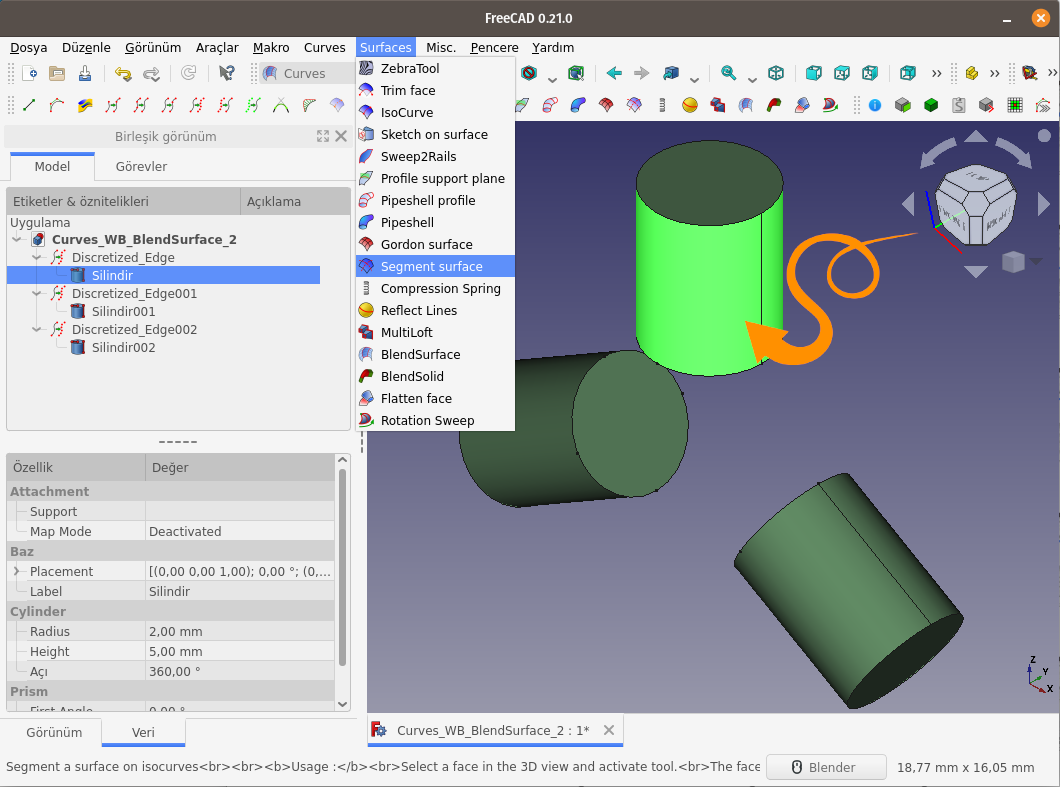 FreeCAD 0.21.0
Dosya Düzenle Görünüm Araçlar Makro Curves Surfaces Misc. Pencere Yardım
Curves
ZebraTool
Trim face
IsoCurve
Sketch on surface
Sweep2Rails
Profile support plane
Pipeshell profile
Pipeshell
Gordon surface
Segment surface
Compression Spring
Reflect Lines
MultiLoft
BlendSurface
BlendSolid
Flatten face
Rotation Sweep
Birleşik görünüm
Model Görevler
Etiketler & öznitelikleri Açıklama
Uygulama
Curves_WB_BlendSurface_2
Discretized_Edge
Silindir
Discretized_Edge001
Silindir001
Discretized_Edge002
Silindir002
Özellik Değer
Attachment
Support
Map Mode Deactivated
Baz
Placement [(0,00 0,00 1,00); 0,00 °; (0,...
Label Silindir
Cylinder
Radius 2,00 mm
Height 5,00 mm
Açı 360,00 °
Prism
First Angle 0,00 °
Z
Y
X
Görünüm Veri
Curves_WB_BlendSurface_2 : 1*
Segment a surface on isocurves<br><br><b>Usage :</b><br>Select a face in the 3D view and activate tool.<br>The face
Blender 18,77 mm x 16,05 mm